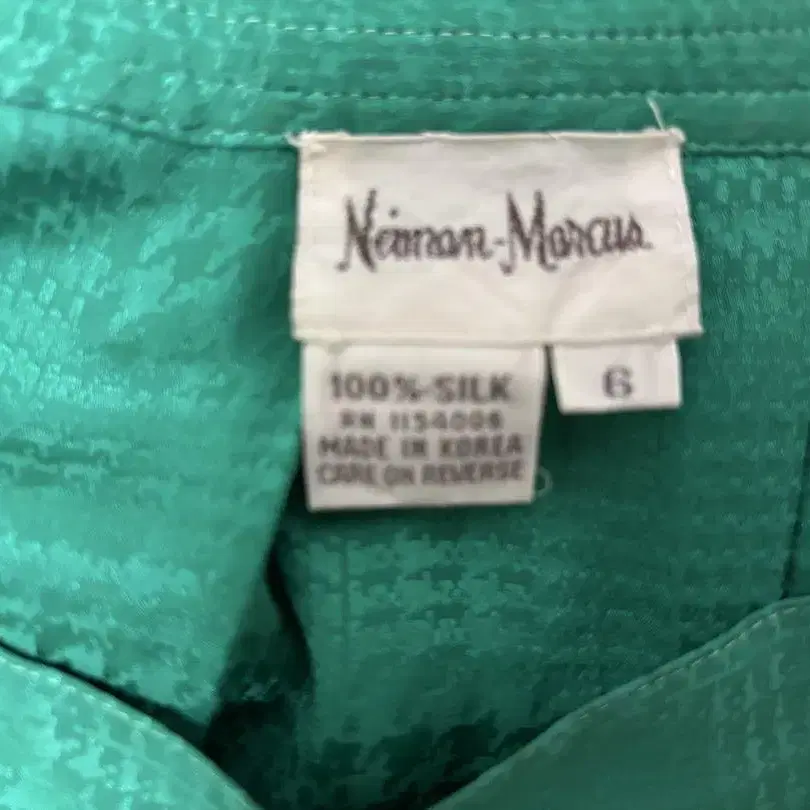 Neiman-Marcus
6
100% SILK
MADE IN KOREA
CARE ON REVERSE